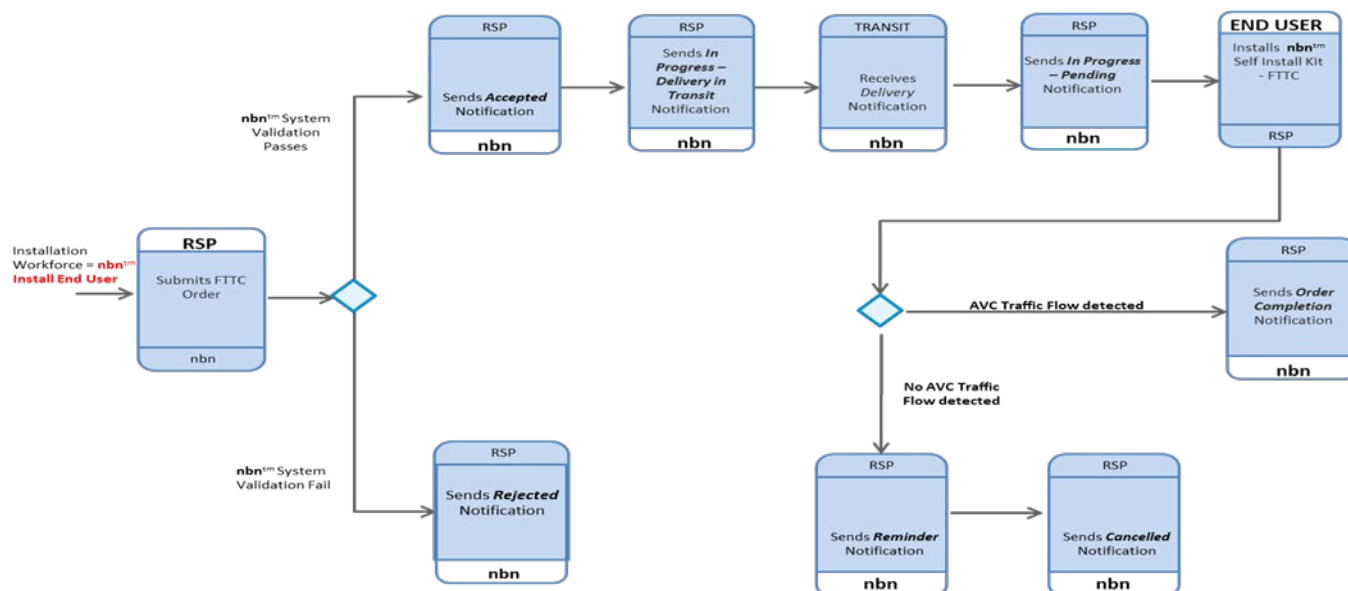 RSP
Sends Accepted
Notification
nbn
RSP
Sends In
Progress –
Delivery in
Transit
Notification
nbn
TRANSIT
Receives
Delivery
Notification
nbn
RSP
Sends In Progress
– Pending
Notification
nbn
END USER
Installs nbn™
Self Install Kit
- FTTC
RSP
nbn™ System
Validation
Passes
Installation
Workforce = nbn™
Install End User
RSP
Submits FTTC
Order
nbn
AVC Traffic Flow detected
RSP
Sends Order
Completion
Notification
nbn
No AVC Traffic
Flow detected
nbn™ System
Validation Fail
RSP
Sends Rejected
Notification
nbn
RSP
Sends Reminder
Notification
nbn
RSP
Sends Cancelled
Notification
nbn